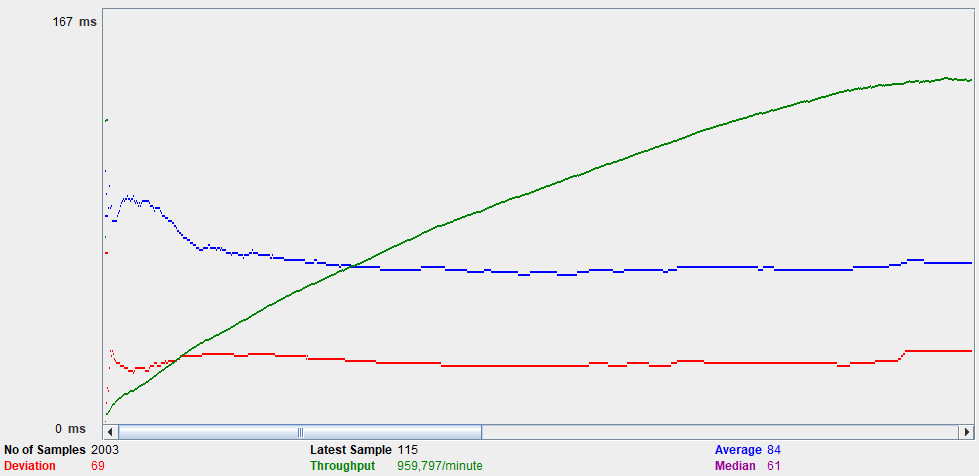 167 ms
0 ms
No of Samples 2003 Latest Sample 115 Average 84
Deviation 69 Throughput 959,797/minute Median 61